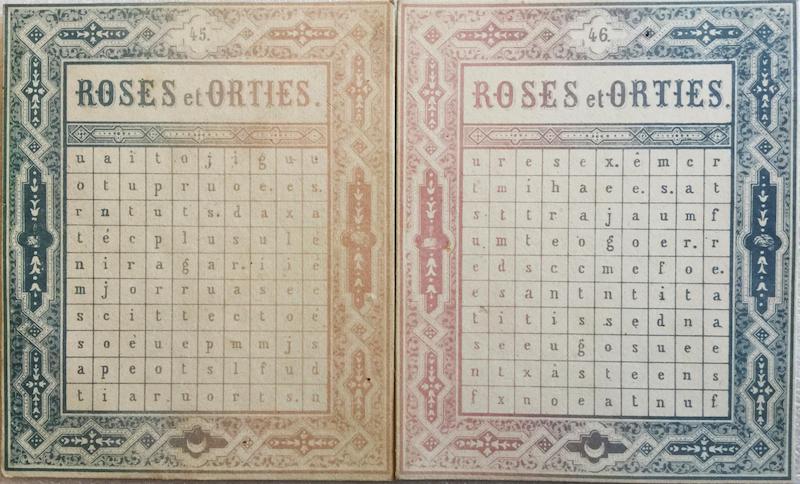 45.
ROSES et ORTIES.
u a î t o j i g u u
o t u p r u o e. e s.
r n t u t s. d a x a
t é c p l u s u l e
n i r a g a r. i i è
m j o r r u a s e e
s c i t t e c t o é
s o è u e p m m j s
a p e o t s l f u d
t i a r u o r t s. u
46.
ROSES et ORTIES.
u r e s e x. ê m c r
t m i h a e e. s. a t
s t t r a j a u m f
u m t e o g o e r. r
e d s c c m e f o e.
e s a n t n t i t a
t i t i s s e d n a
s e e u g o s u e e
n t x à s t e e n s
f x n o e a t n u f